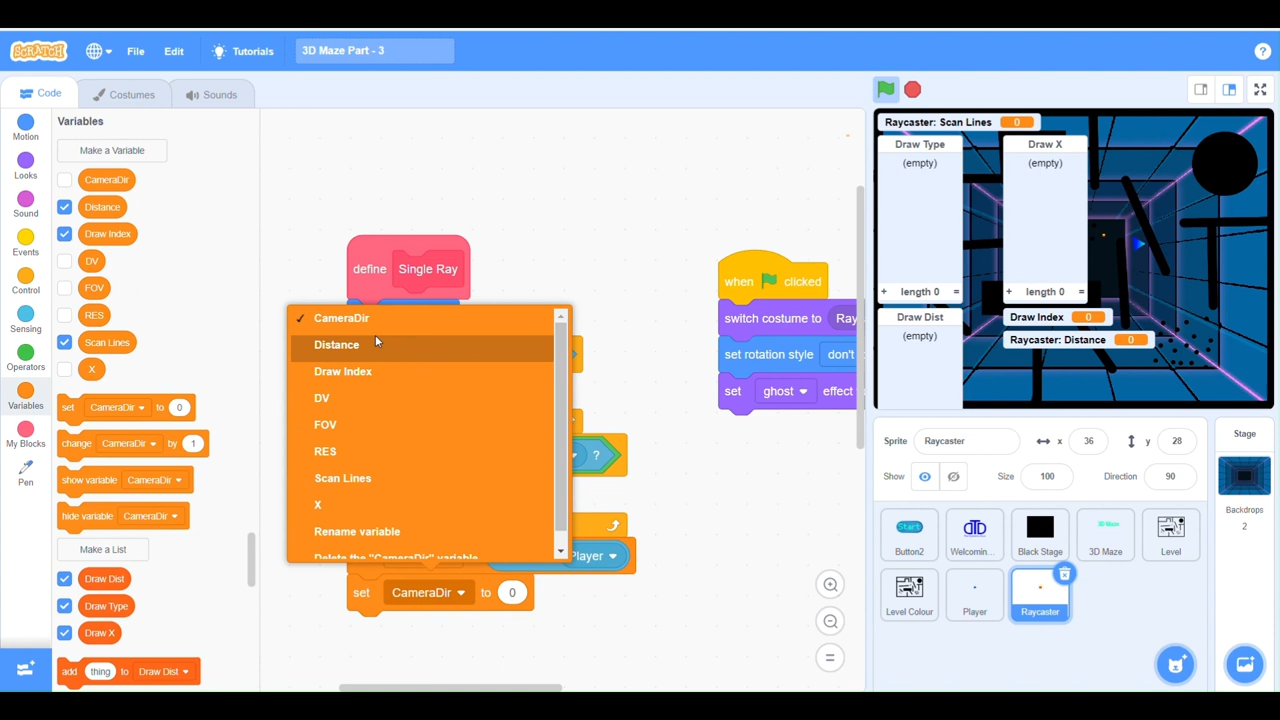 SCRATCH
File
Edit
Tutorials
3D Maze Part - 3
?
Code
Costumes
Sounds
Motion
Looks
Sound
Events
Control
Sensing
Operators
Variables
My Blocks
Pen
Variables
Make a Variable
CameraDir
Distance
Draw Index
DV
FOV
RES
Scan Lines
X
set CameraDir to 0
change CameraDir by 1
show variable CameraDir
hide variable CameraDir
Make a List
Draw Dist
Draw Type
Draw X
add thing to Draw Dist
define Single Ray
✓ CameraDir
Distance
Draw Index
DV
FOV
RES
Scan Lines
X
Rename variable
Delete the "CameraDir" variable
?
Player
set CameraDir to 0
when clicked
switch costume to Ray
set rotation style don't
set ghost effect
Raycaster: Scan Lines 0
Draw Type
(empty)
+ length 0 =
Draw X
(empty)
+ length 0 =
Draw Dist
(empty)
Draw Index 0
Raycaster: Distance 0
Sprite Raycaster x 36 y 28
Show Size 100 Direction 90
Button2
Welcomin...
Black Stage
3D Maze
Level
Level Colour
Player
Raycaster
Start
3D Maze
Stage
Backdrops
2